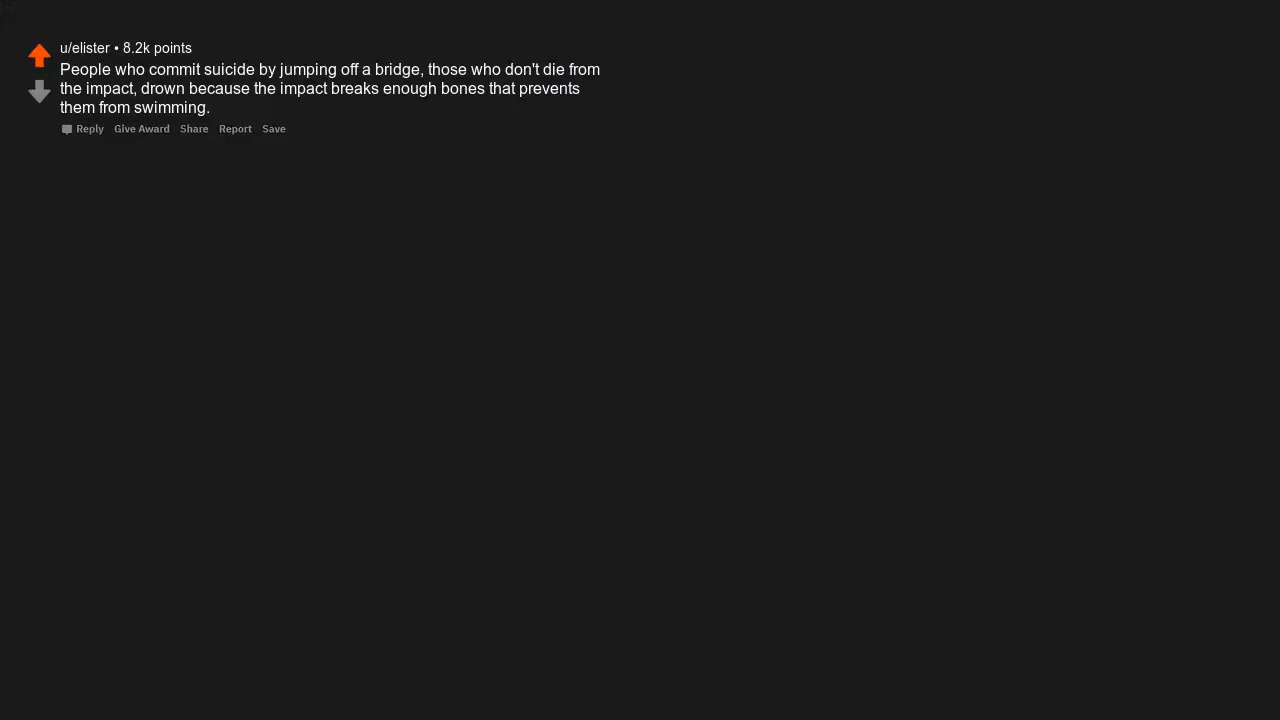 u/elister • 8.2k points
People who commit suicide by jumping off a bridge, those who don't die from
the impact, drown because the impact breaks enough bones that prevents
them from swimming.
Reply Give Award Share Report Save